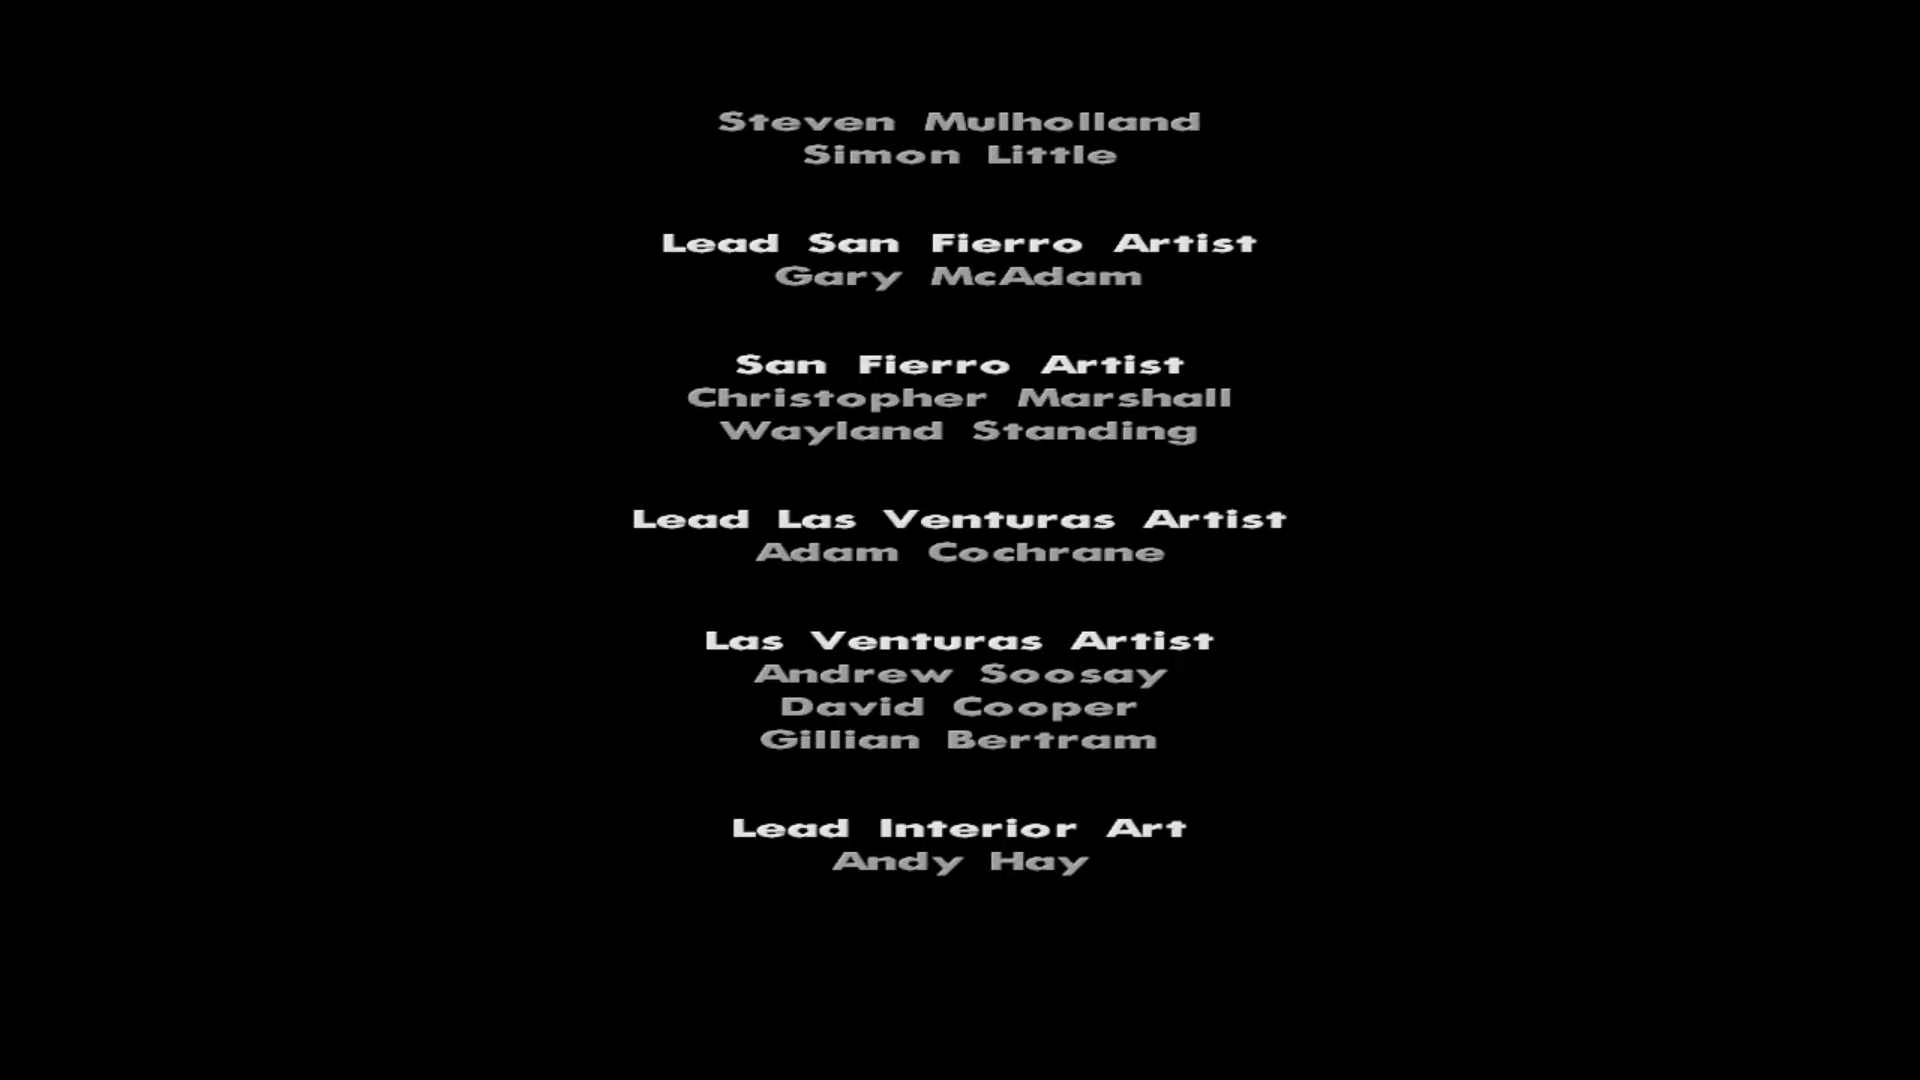 Steven Mulholland
Simon Little
Lead San Fierro Artist
Gary McAdam
San Fierro Artist
Christopher Marshall
Wayland Standing
Lead Las Venturas Artist
Adam Cochrane
Las Venturas Artist
Andrew Soosay
David Cooper
Gillian Bertram
Lead Interior Art
Andy Hay